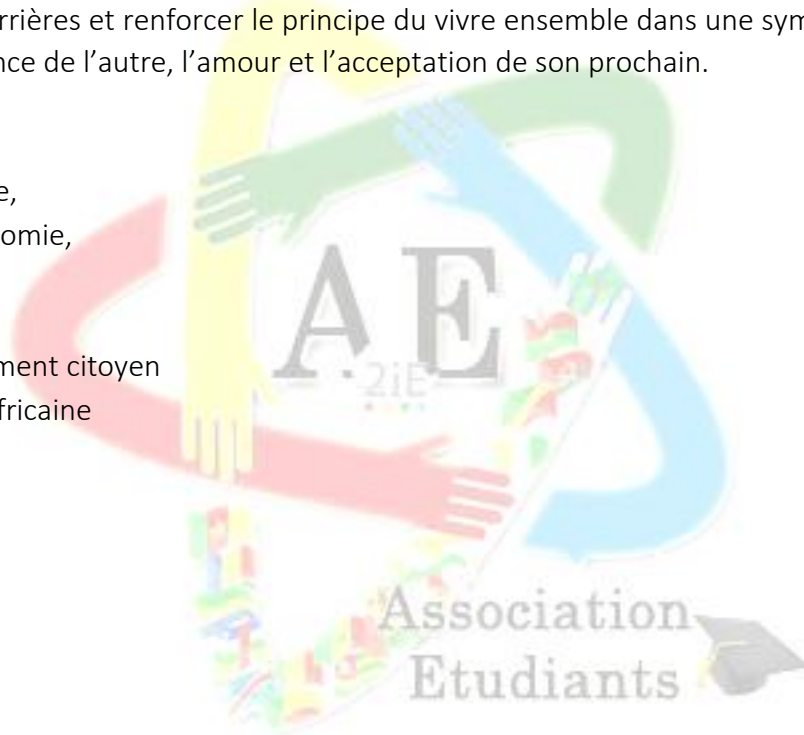 rrières et renforcer le principe du vivre ensemble dans une sym
nce de l’autre, l’amour et l’acceptation de son prochain.
e,
omie,
ment citoyen
fricaine
AE
2iE
Association
Etudiants